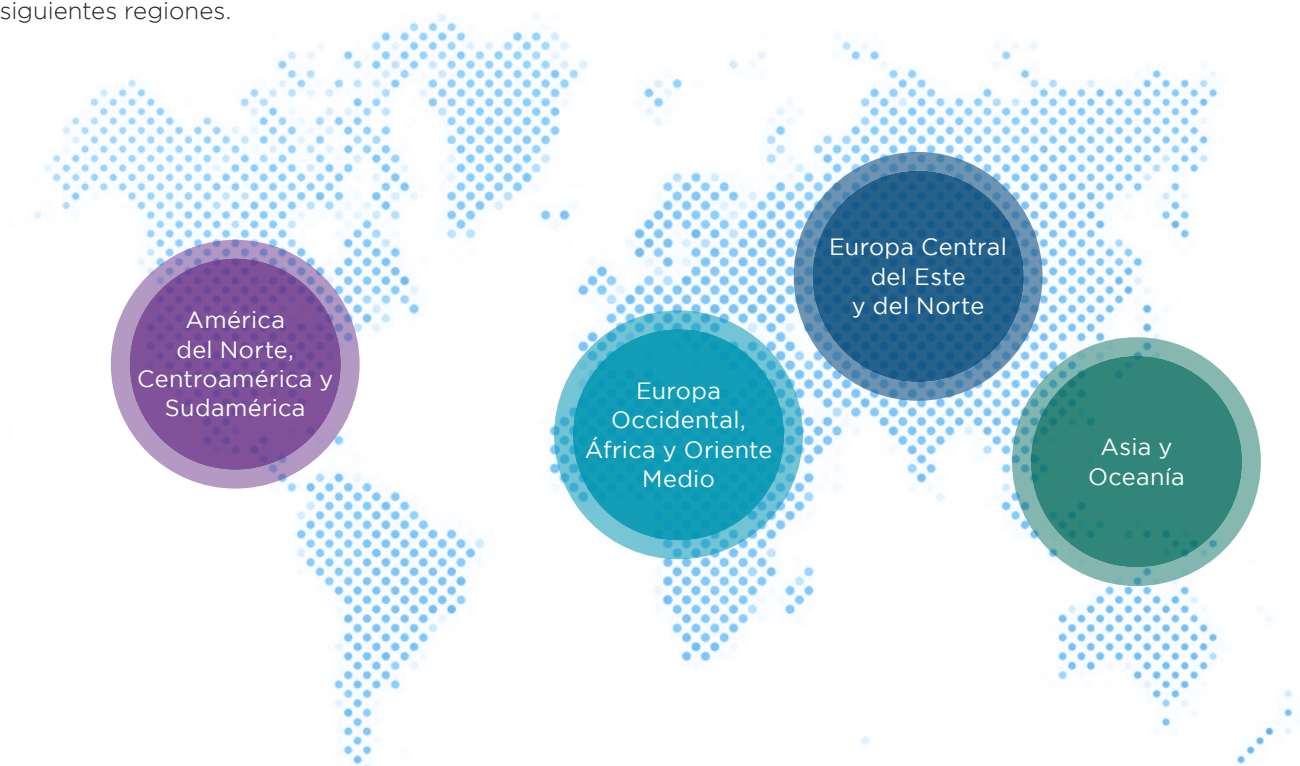 siguientes regiones.
América
del Norte,
Centroamérica y
Sudamérica
Europa
Occidental,
África y Oriente
Medio
Europa Central
del Este
y del Norte
Asia y
Oceanía